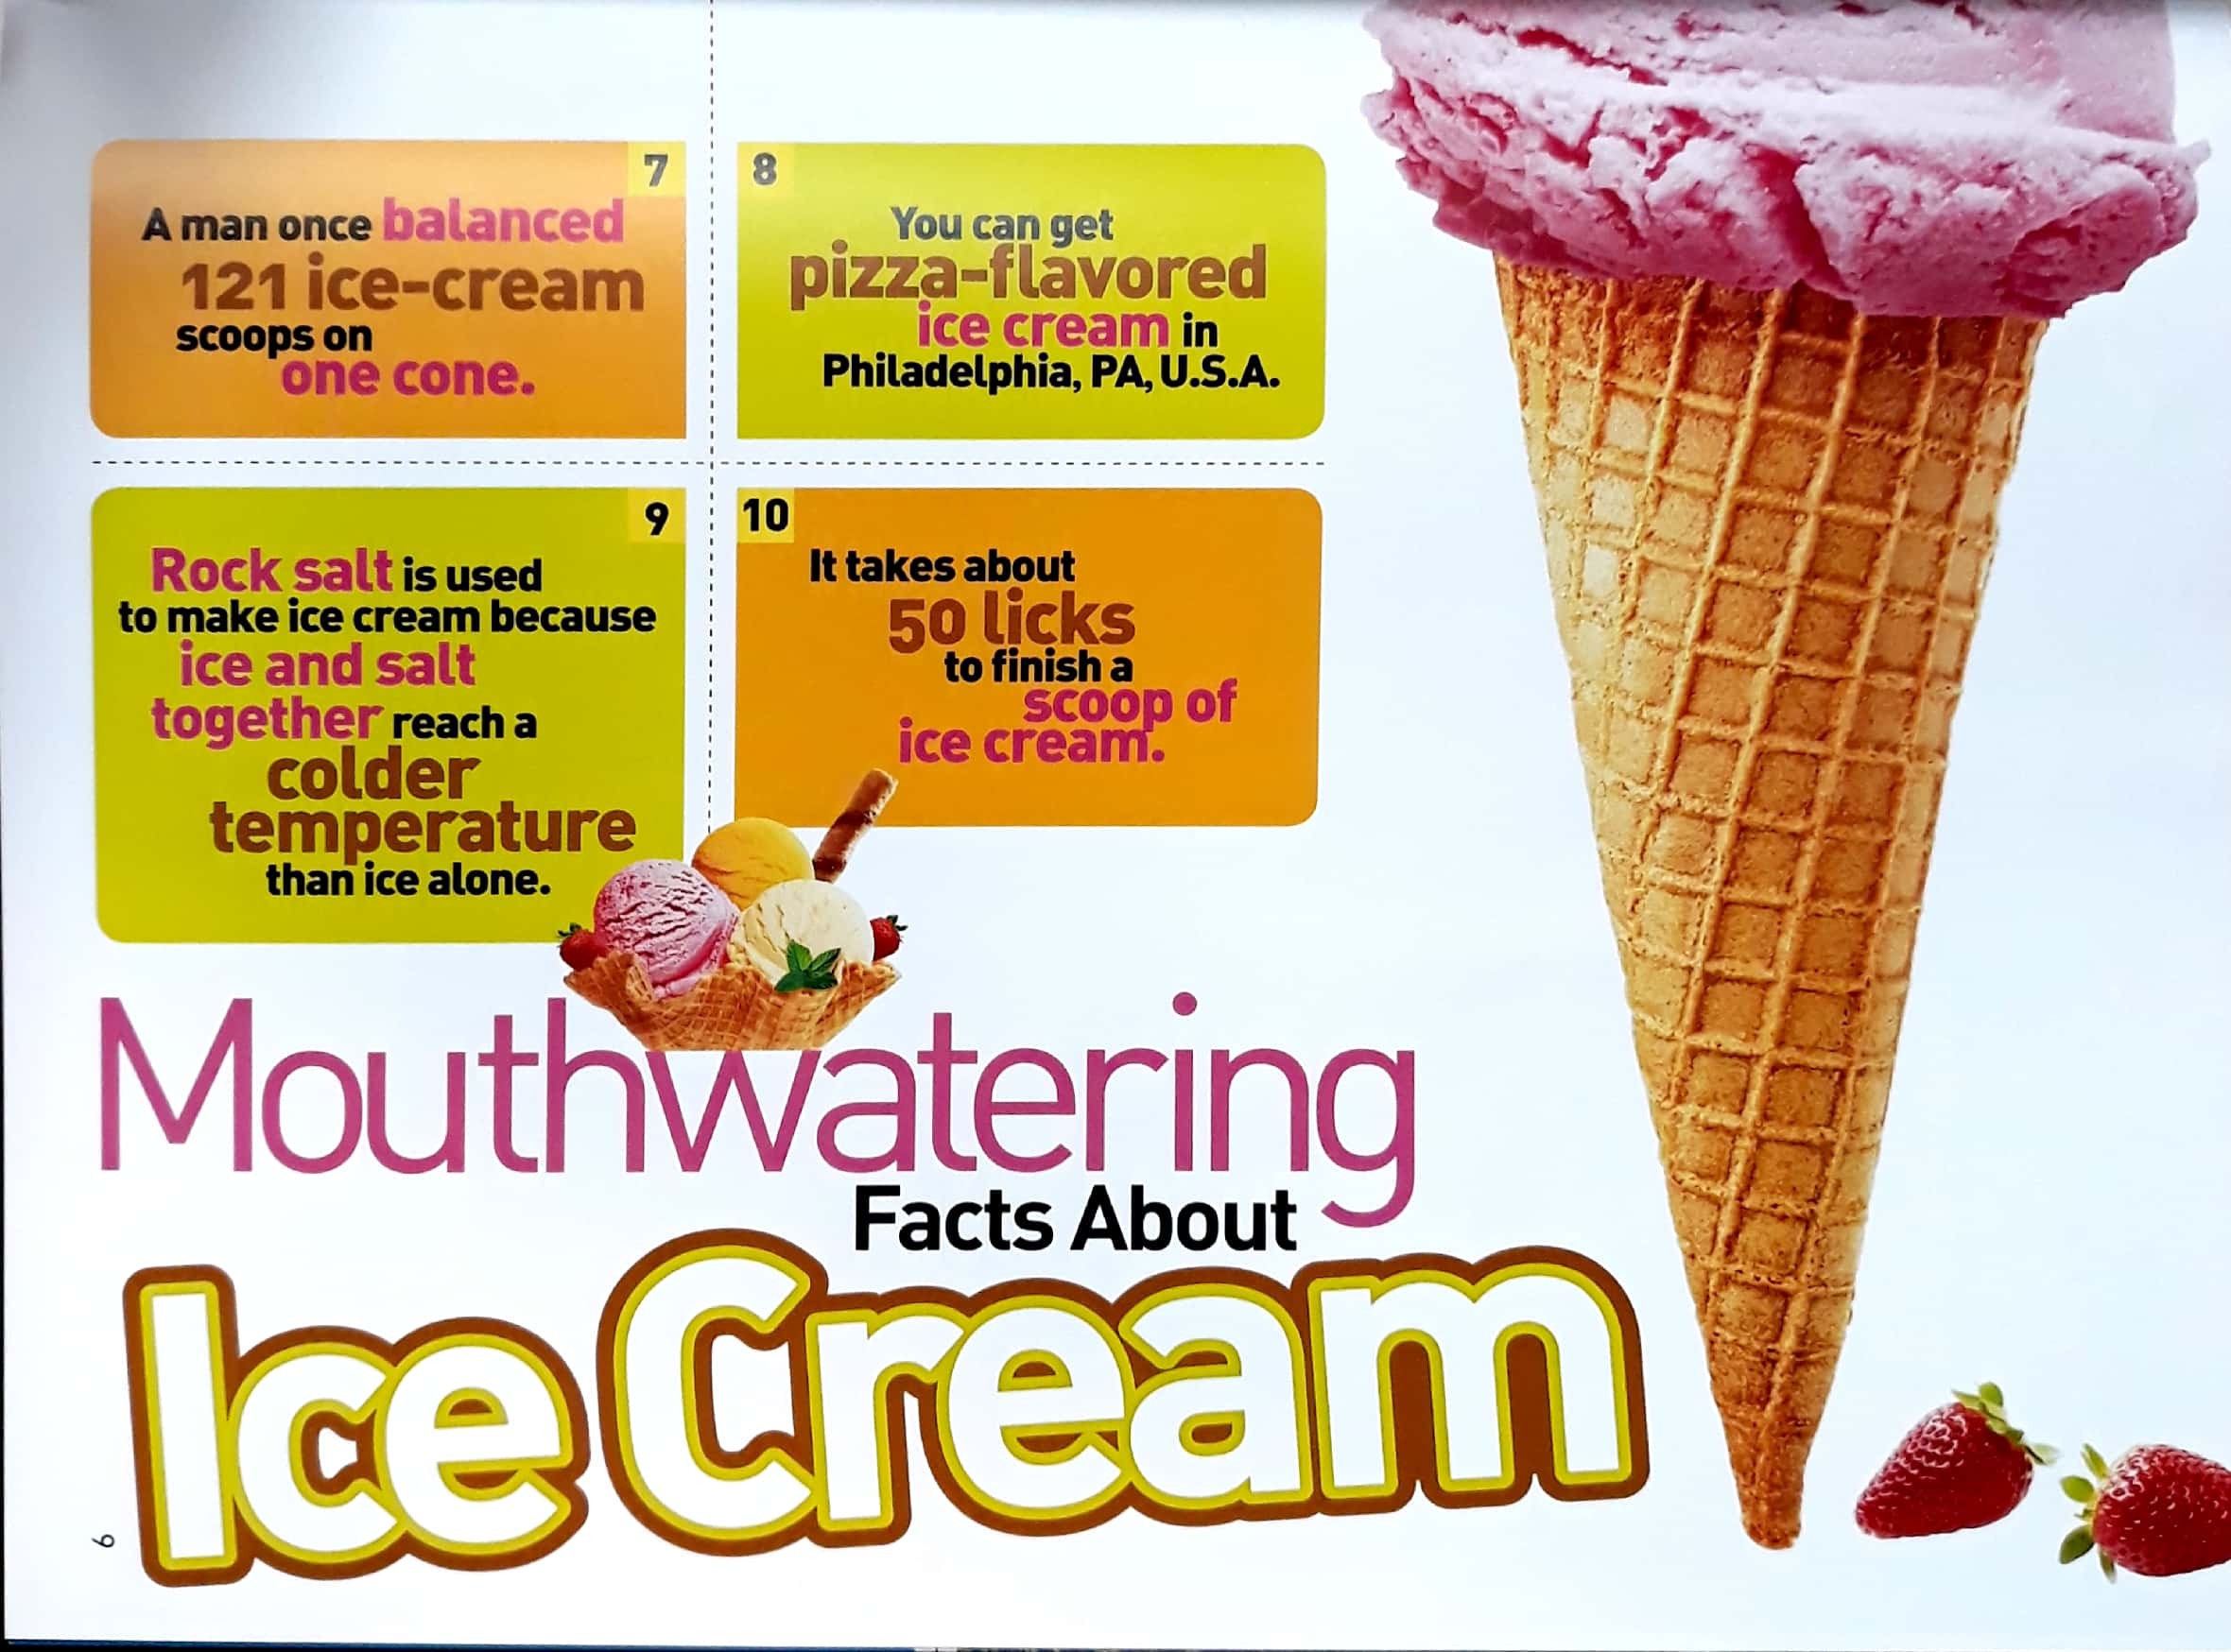 7
A man once balanced
121 ice-cream
scoops on
one cone.
8
You can get
pizza-flavored
ice cream in
Philadelphia, PA, U.S.A.
9
Rock salt is used
to make ice cream because
ice and salt
together reach a
colder
temperature
than ice alone.
10
It takes about
50 licks
to finish a
scoop of
ice cream.
Mouthwatering
Facts About
Ice Cream
6